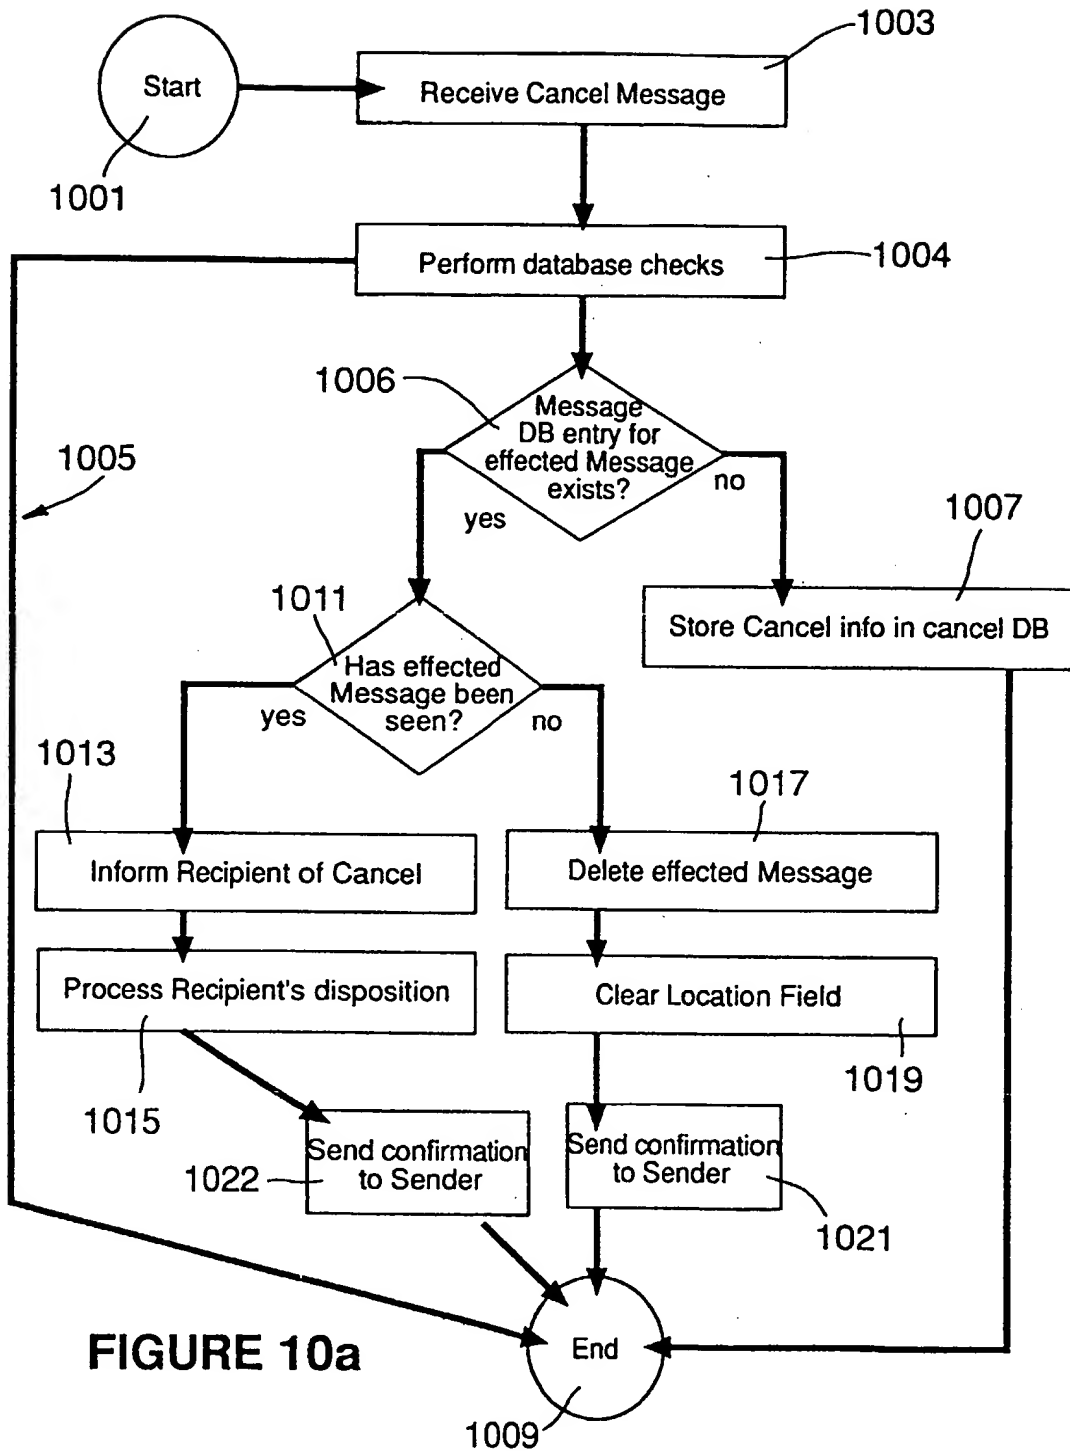 1003
Start
Receive Cancel Message
1001
Perform database checks
1004
1006
Message
DB entry for
effected Message
exists?
no
yes
1005
1007
1011
Store Cancel info in cancel DB
Has effected
Message been
seen?
yes
no
1013
1017
Inform Recipient of Cancel
Delete effected Message
Process Recipient's disposition
Clear Location Field
1019
1015
Send confirmation
to Sender
1022
Send confirmation
to Sender
1021
End
FIGURE 10a
1009